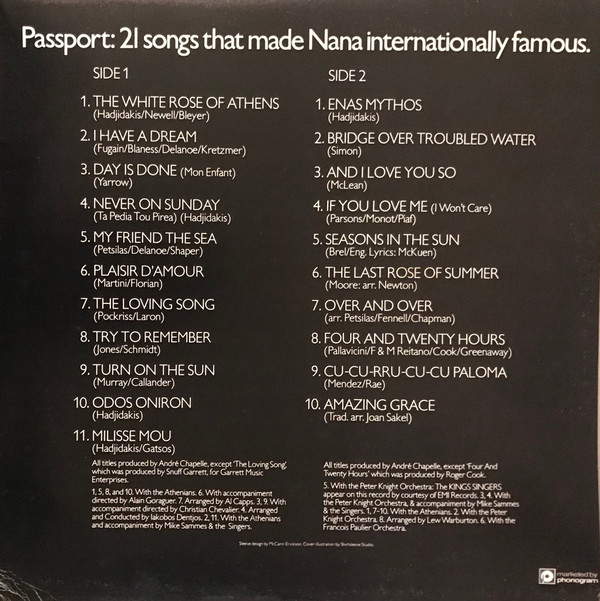 Passport: 21 songs that made Nana internationally famous.
SIDE 1
1. THE WHITE ROSE OF ATHENS
(Hadjidakis/Newell/Bleyer)
2. I HAVE A DREAM
(Fugain/Blaness/Delanoe/Kretzmer)
3. DAY IS DONE (Mon Enfant)
(Yarrow)
4. NEVER ON SUNDAY
(Ta Pedia Tou Pirea) (Hadjidakis)
5. MY FRIEND THE SEA
(Petsilas/Delanoe/Shaper)
6. PLAISIR D'AMOUR
(Martini/Florian)
7. THE LOVING SONG
(Pockriss/Laron)
8. TRY TO REMEMBER
(Jones/Schmidt)
9. TURN ON THE SUN
(Murray/Callander)
10. ODOS ONIRON
(Hadjidakis)
11. MILISSE MOU
(Hadjidakis/Gatsos)
All titles produced by André Chapelle, except 'The Loving Song',
which was produced by Snuff Garrett, for Garrett Music
Enterprises.
1, 5, 8, and 10. With the Athenians. 6. With accompaniment
directed by Alain Goraguer. 7. Arranged by Al Capps. 3, 9. With
accompaniment directed by Christian Chevalier. 4. Arranged
and Conducted by Iakobos Dentjos. 2, 11. With the Athenians
and accompaniment by Mike Sammes & the Singers.
SIDE 2
1. ENAS MYTHOS
(Hadjidakis)
2. BRIDGE OVER TROUBLED WATER
(Simon)
3. AND I LOVE YOU SO
(McLean)
4. IF YOU LOVE ME (I Won't Care)
(Parsons/Monot/Piaf)
5. SEASONS IN THE SUN
(Brel/Eng. Lyrics: McKuen)
6. THE LAST ROSE OF SUMMER
(Moore: arr. Newton)
7. OVER AND OVER
(arr. Petsilas/Fennell/Chapman)
8. FOUR AND TWENTY HOURS
(Pallavicini/F & M Reitano/Cook/Greenaway)
9. CU-CU-RRU-CU-CU PALOMA
(Mendez/Rae)
10. AMAZING GRACE
(Trad. arr. Joan Sakel)
All titles produced by André Chapelle, except 'Four And
Twenty Hours' which was produced by Roger Cook.
5. With the Peter Knight Orchestra: The KINGS SINGERS
appear on this record by courtesy of EMI Records. 3, 4. With
the Peter Knight Orchestra, & accompaniment by Mike Sammes
& the Singers. 1, 7-10. With the Athenians. 2. With the Peter
Knight Orchestra. 8. Arranged by Lew Warburton. 6. With the
Francois Paulier Orchestra.
Sleeve design by McCann Erickson. Cover illustration by Shirtsleeve Studio.
marketed by
phonogram